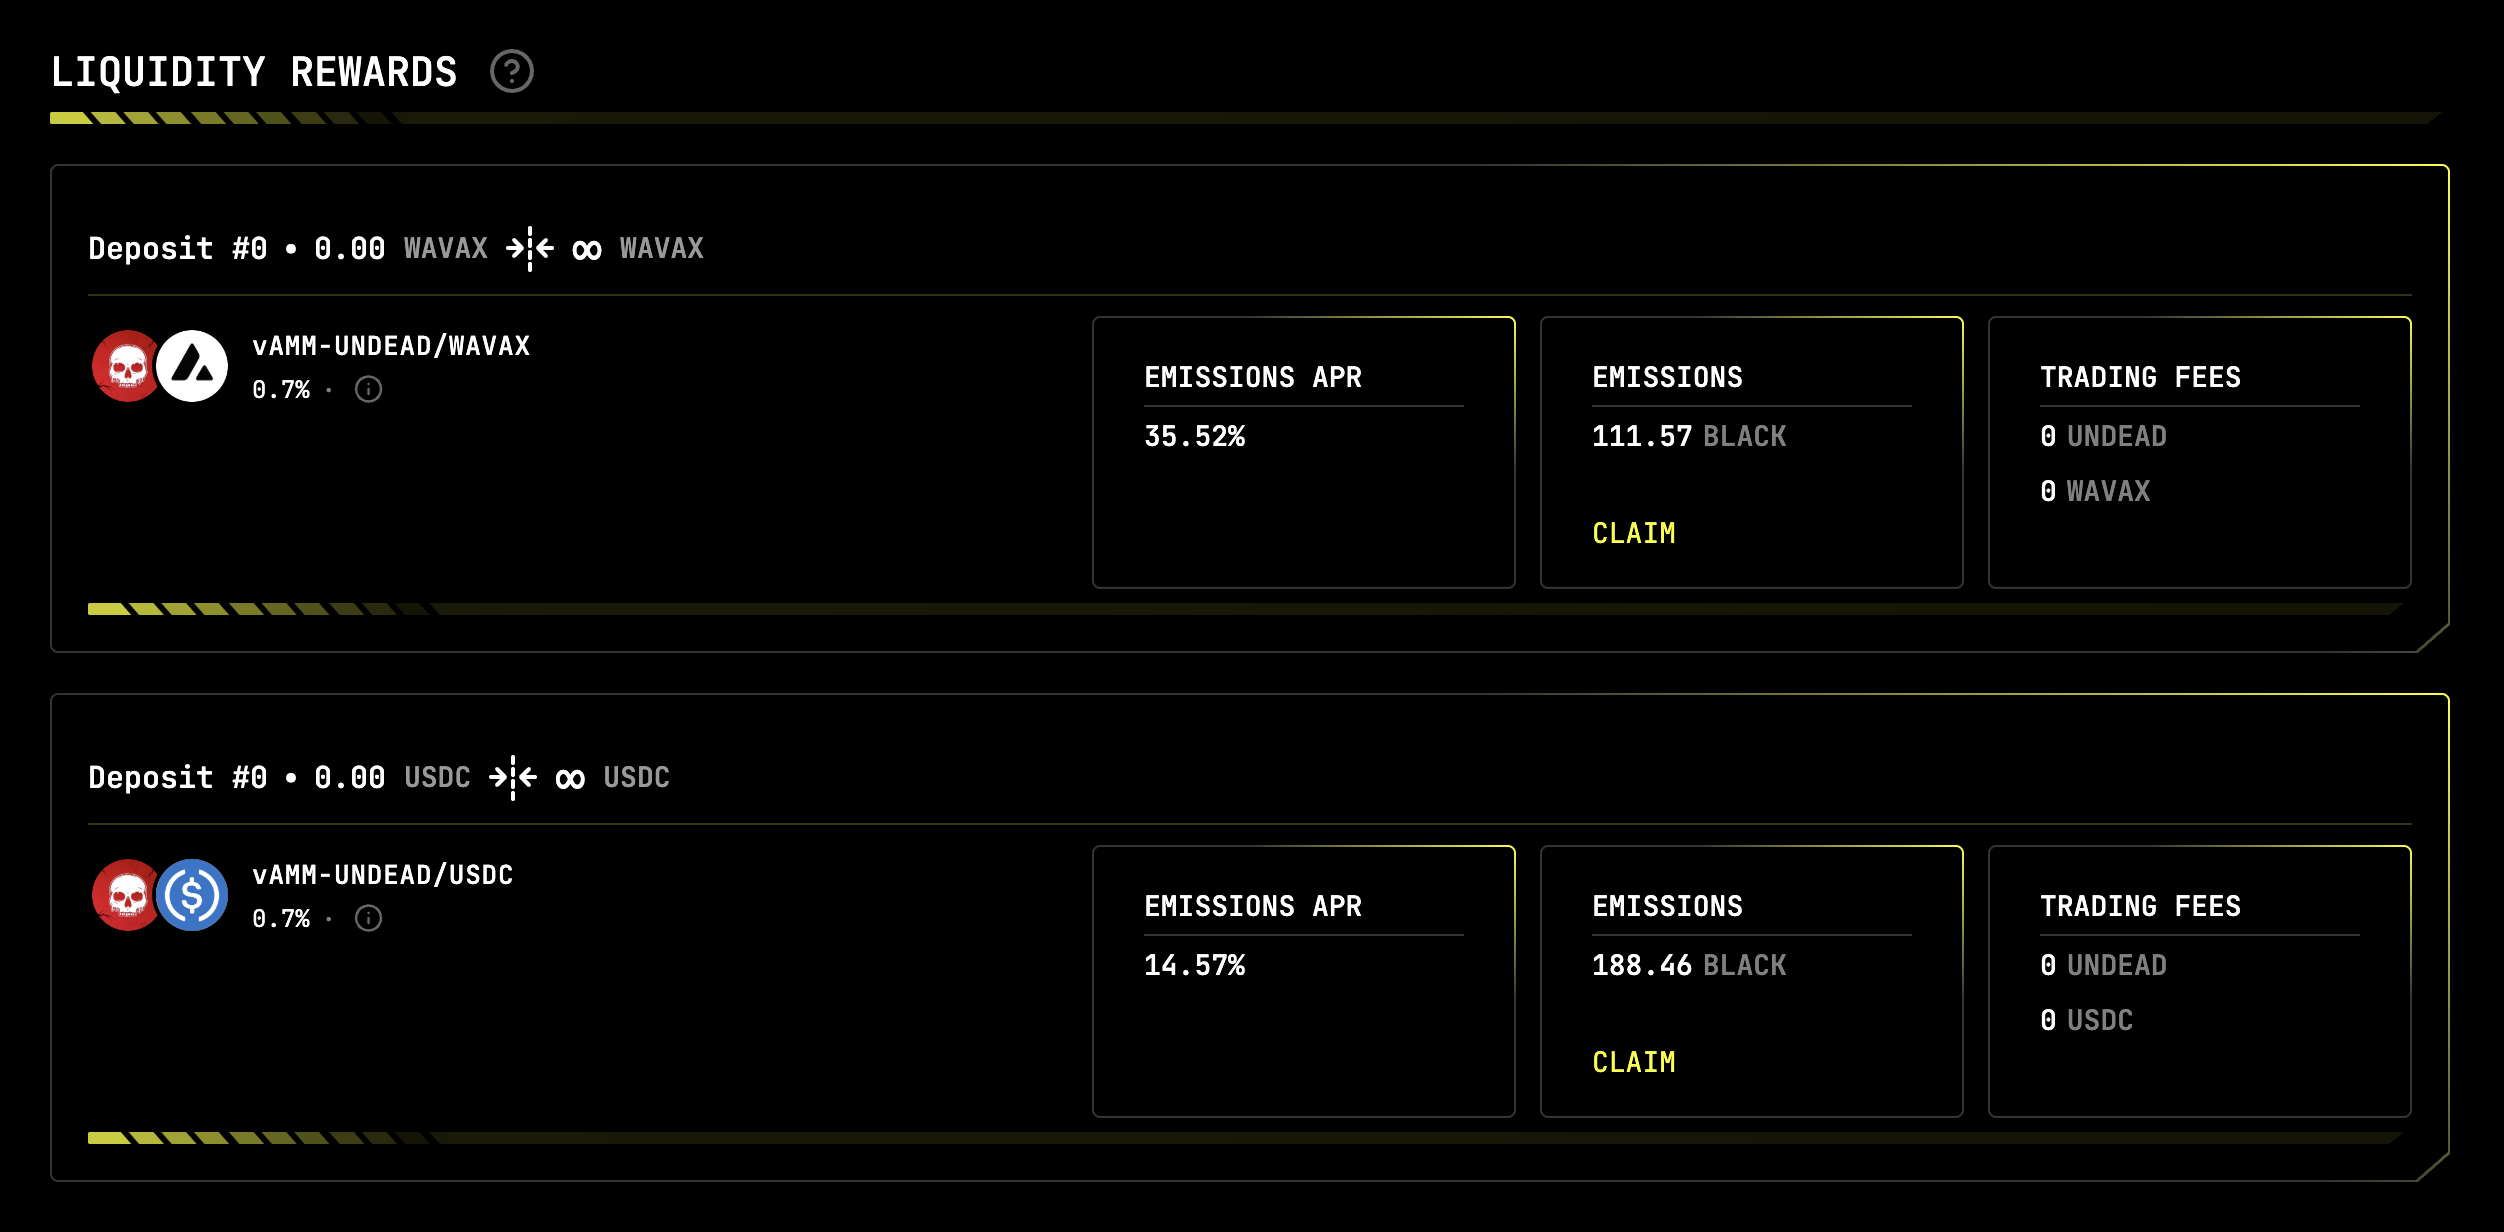 LIQUIDITY REWARDS
Deposit #0 • 0.00 WAVAX ∞ WAVAX
vAMM-UNDEAD/WAVAX
0.7% ·
EMISSIONS APR
35.52%
EMISSIONS
111.57 BLACK
CLAIM
TRADING FEES
0 UNDEAD
0 WAVAX
Deposit #0 • 0.00 USDC ∞ USDC
vAMM-UNDEAD/USDC
0.7% ·
EMISSIONS APR
14.57%
EMISSIONS
188.46 BLACK
CLAIM
TRADING FEES
0 UNDEAD
0 USDC